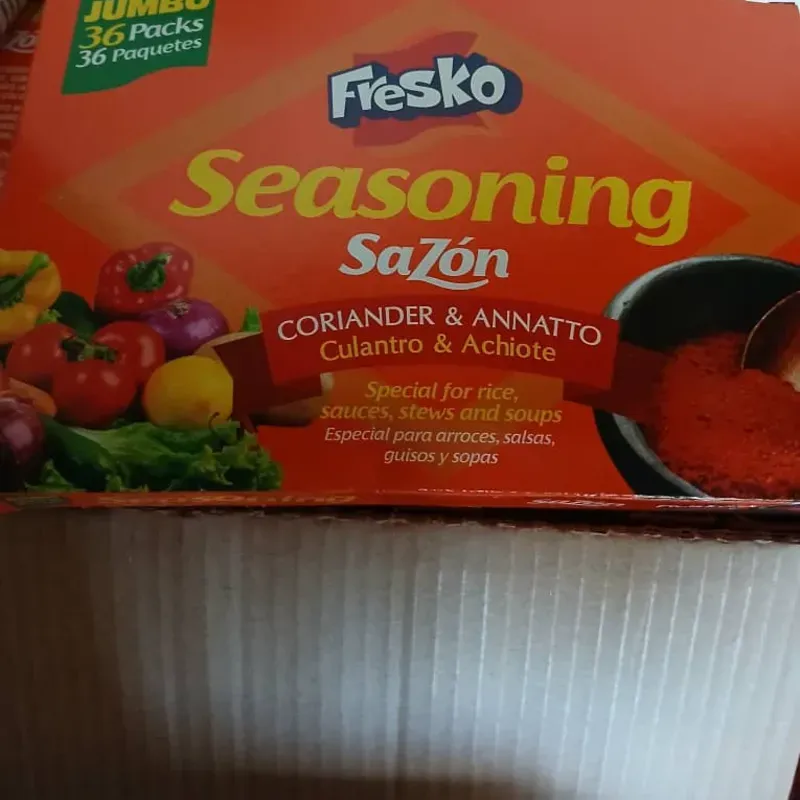 JUMBO
36 Packs
36 Paquetes
Fresko
Seasoning
Sazón
CORIANDER & ANNATTO
Culantro & Achiote
Special for rice,
sauces, stews and soups
Especial para arroces, salsas,
guisos y sopas